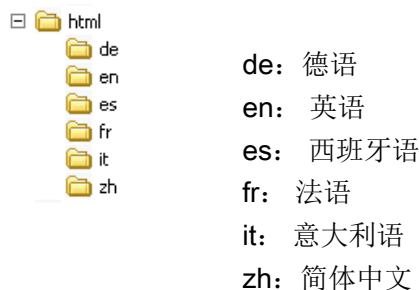 html
de
en
es
fr
it
zh
de：德语
en： 英语
es： 西班牙语
fr： 法语
it： 意大利语
zh：简体中文